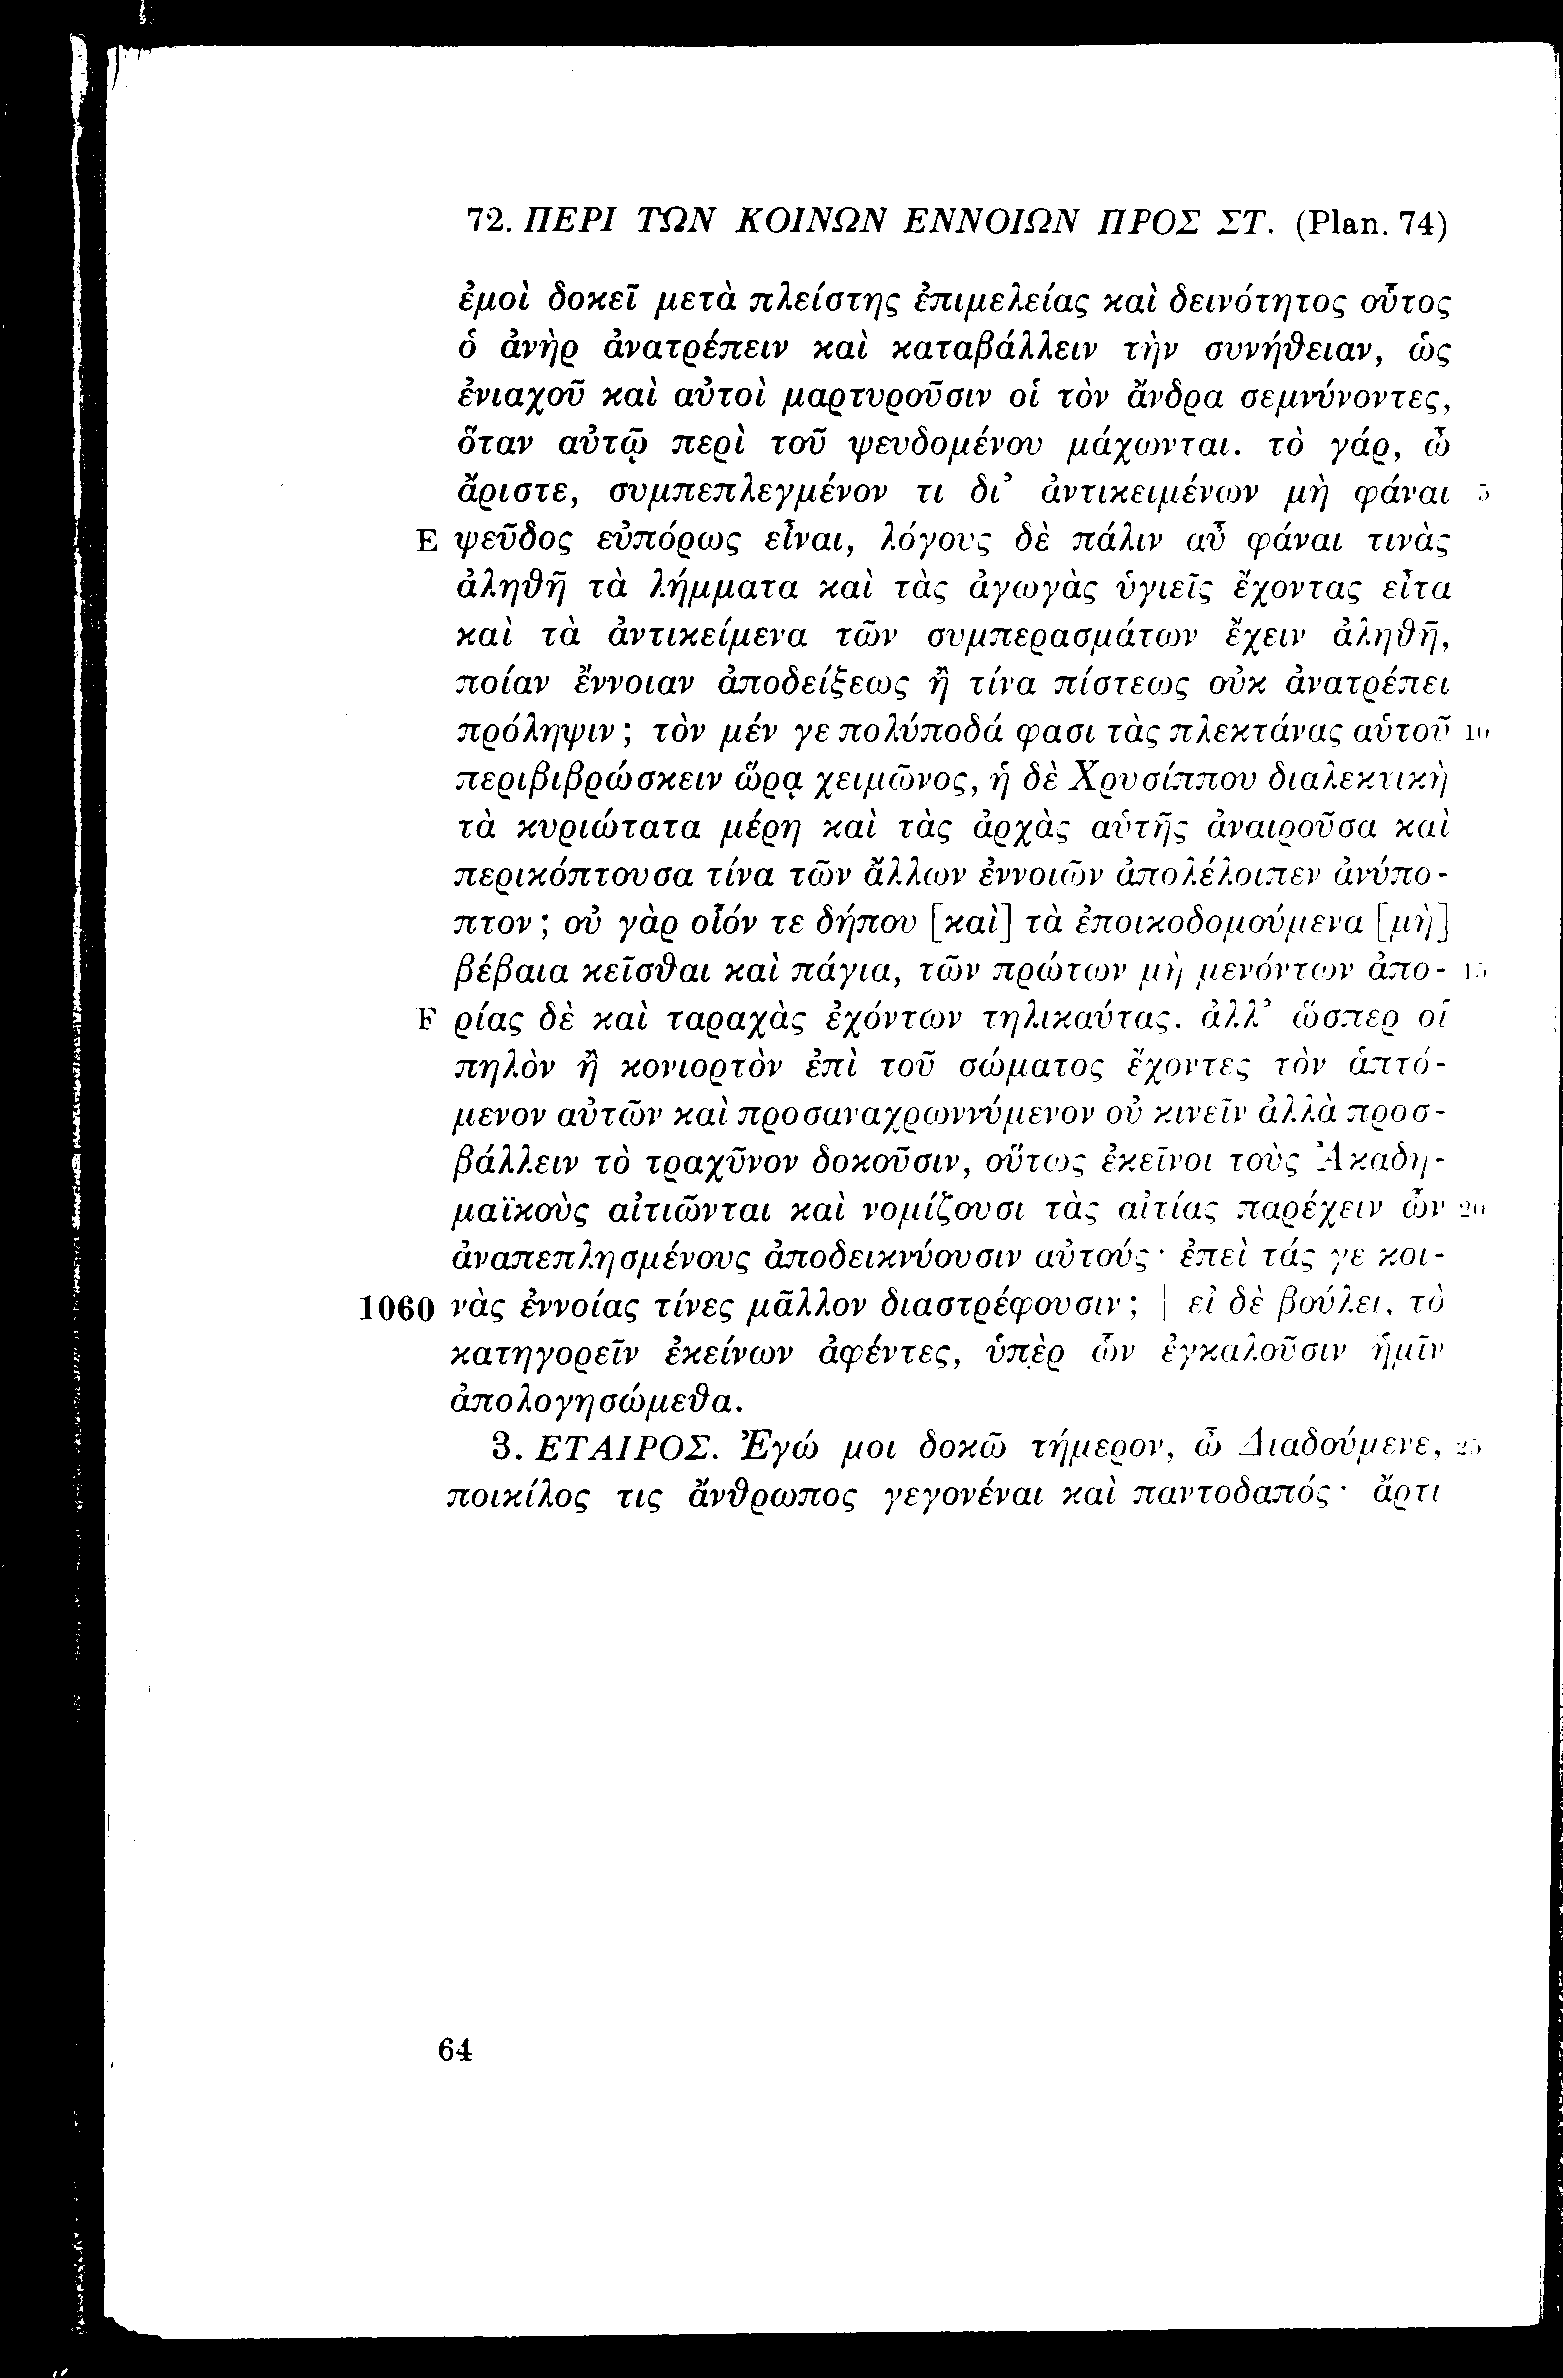 72. ΠΕΡΙ ΤΩΝ ΚΟΙΝΩΝ ΕΝΝΟΙΩΝ ΠΡΟΣ ΣΤ. (Plan. 74)
ἐμοὶ δοκεῖ μετὰ πλείστης ἐπιμελείας καὶ δεινότητος οὗτος
ὁ ἀνὴρ ἀνατρέπειν καὶ καταβάλλειν τὴν συνήθειαν, ὡς
ἐνιαχοῦ καὶ αὐτοὶ μαρτυροῦσιν οἱ τὸν ἄνδρα σεμνύνοντες,
ὅταν αὐτῷ περὶ τοῦ ψευδομένου μάχωνται. τὸ γάρ, ὦ
ἄριστε, συμπεπλεγμένον τι δι’ ἀντικειμένων μὴ φάναι 5
E ψεῦδος εὐπόρως εἶναι, λόγους δὲ πάλιν αὖ φάναι τινὰς
ἀληθῆ τὰ λήμματα καὶ τὰς ἀγωγὰς ὑγιεῖς ἔχοντας εἶτα
καὶ τὰ ἀντικείμενα τῶν συμπερασμάτων ἔχειν ἀληθῆ,
ποίαν ἔννοιαν ἀποδείξεως ἢ τίνα πίστεως οὐκ ἀνατρέπει
πρόληψιν; τὸν μέν γε πολύποδά φασι τὰς πλεκτάνας αὑτοῦ 10
περιβιβρώσκειν ὥρᾳ χειμῶνος, ἡ δὲ Χρυσίππου διαλεκτικὴ
τὰ κυριώτατα μέρη καὶ τὰς ἀρχὰς αὑτῆς ἀναιροῦσα καὶ
περικόπτουσα τίνα τῶν ἄλλων ἐννοιῶν ἀπολέλοιπεν ἀνύπο-
πτον; οὐ γὰρ οἷόν τε δήπου [καὶ] τὰ ἐποικοδομούμενα [μὴ]
βέβαια κεῖσθαι καὶ πάγια, τῶν πρώτων μὴ μενόντων ἀπο- 15
F ρίας δὲ καὶ ταραχὰς ἐχόντων τηλικαύτας. ἀλλ’ ὥσπερ οἱ
πηλὸν ἢ κονιορτὸν ἐπὶ τοῦ σώματος ἔχοντες τὸν ἁπτό-
μενον αὐτῶν καὶ προσαναχρωννύμενον οὐ κινεῖν ἀλλὰ προσ-
βάλλειν τὸ τραχῦνον δοκοῦσιν, οὕτως ἐκεῖνοι τοὺς Ἀκαδη-
μαϊκοὺς αἰτιῶνται καὶ νομίζουσι τὰς αἰτίας παρέχειν ὧν 20
ἀναπεπλησμένους ἀποδεικνύουσιν αὐτούς· ἐπεὶ τάς γε κοι-
1060 νὰς ἐννοίας τίνες μᾶλλον διαστρέφουσιν; | εἰ δὲ βούλει, τὸ
κατηγορεῖν ἐκείνων ἀφέντες, ὑπὲρ ὧν ἐγκαλοῦσιν ἡμῖν
ἀπολογησώμεθα.
3. ΕΤΑΙΡΟΣ. Ἐγώ μοι δοκῶ τήμερον, ὦ Διαδούμενε, 25
ποικίλος τις ἄνθρωπος γεγονέναι καὶ παντοδαπός· ἄρτι
64